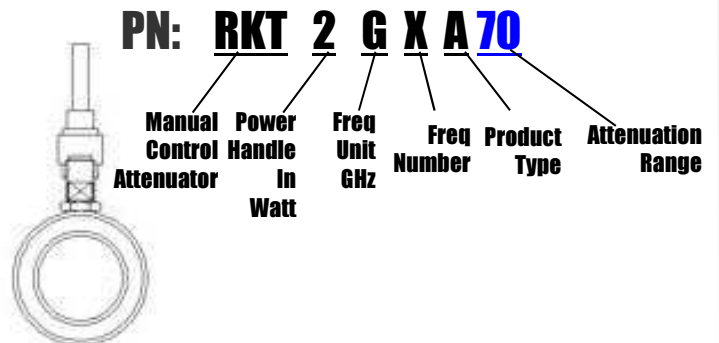 PN: RKT 2 G X A 70
Manual Control Attenuator
Power Handle In Watt
Freq Unit GHz
Freq Number
Product Type
Attenuation Range